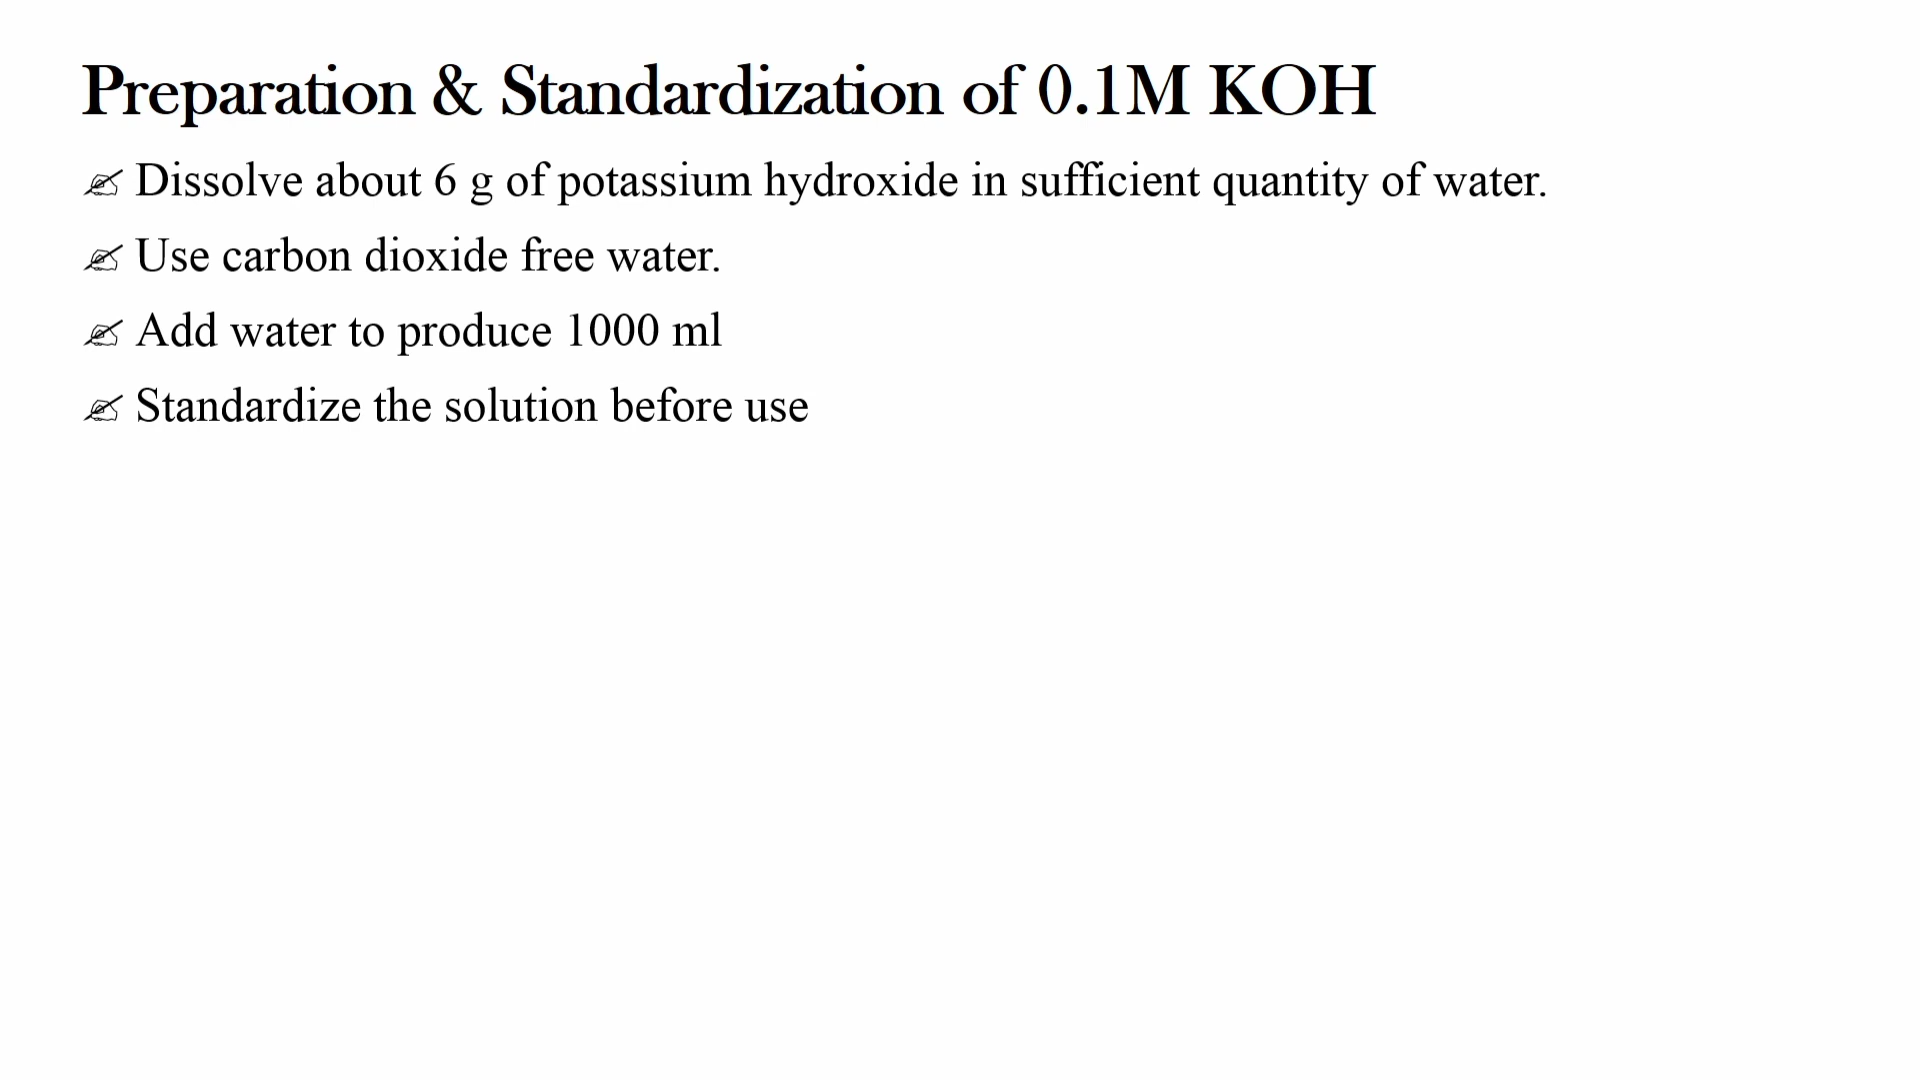 Preparation & Standardization of 0.1M KOH
Dissolve about 6 g of potassium hydroxide in sufficient quantity of water.
Use carbon dioxide free water.
Add water to produce 1000 ml
Standardize the solution before use